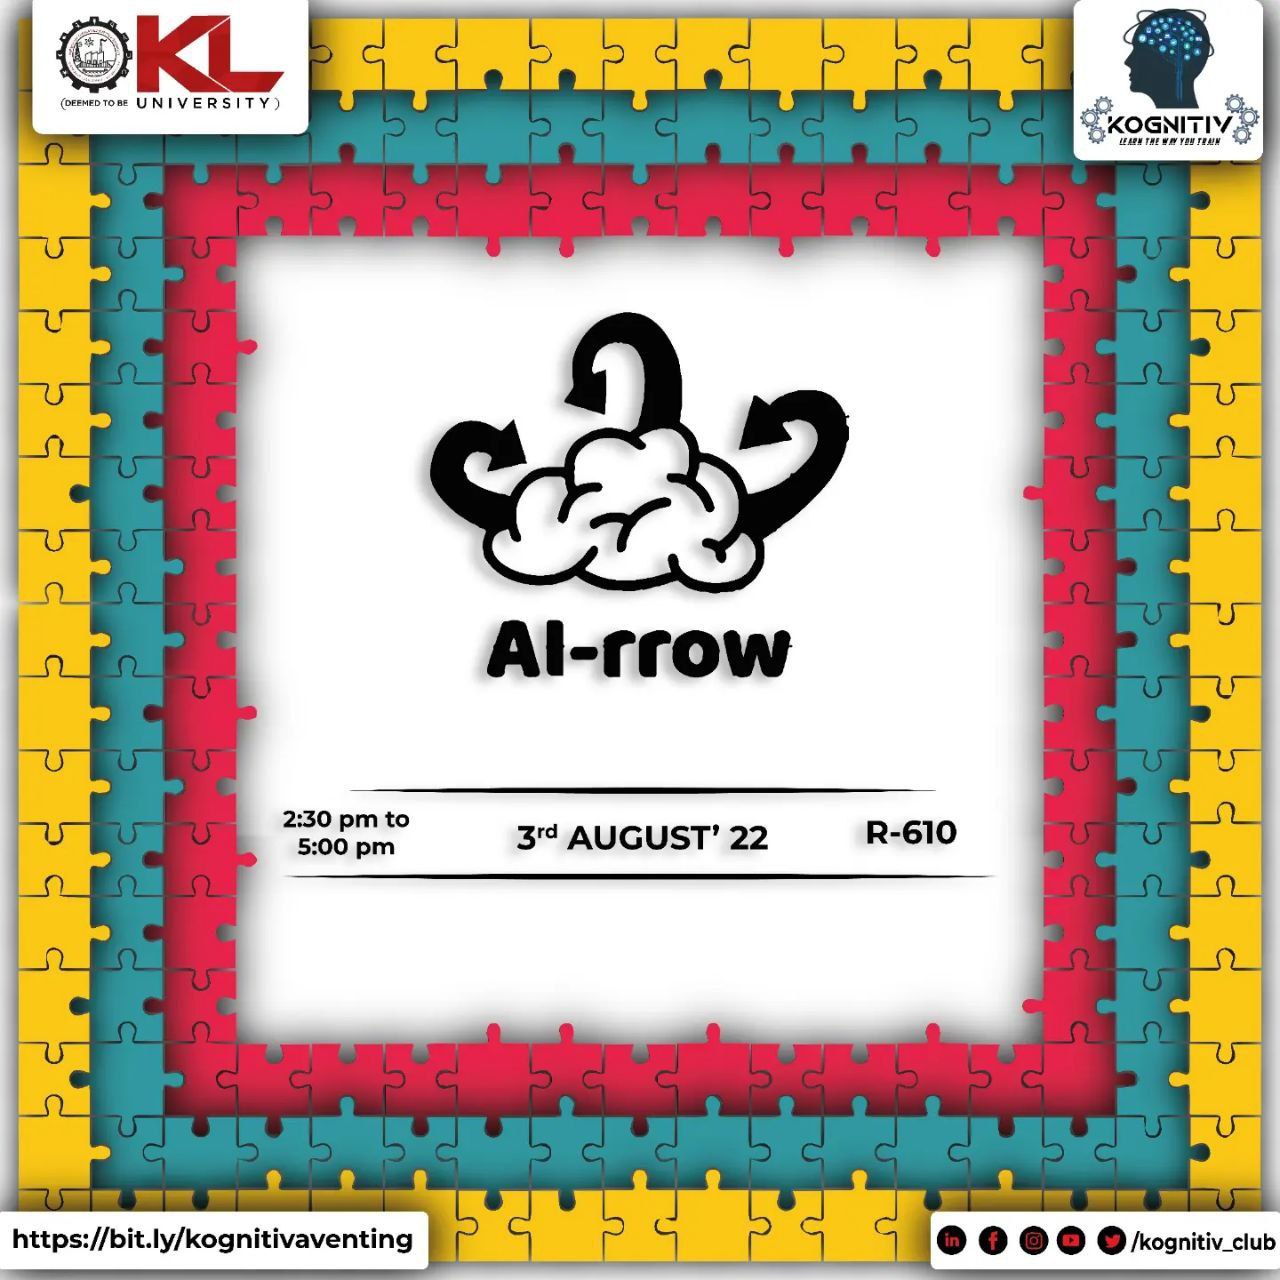 KL
(DEEMED TO BE UNIVERSITY)
KOGNITIV
LEARN THE WAY YOU TRAIN
AI-rrow
2:30 pm to
5:00 pm
3rd AUGUST' 22
R-610
https://bit.ly/kognitivaventing
/kognitiv_club